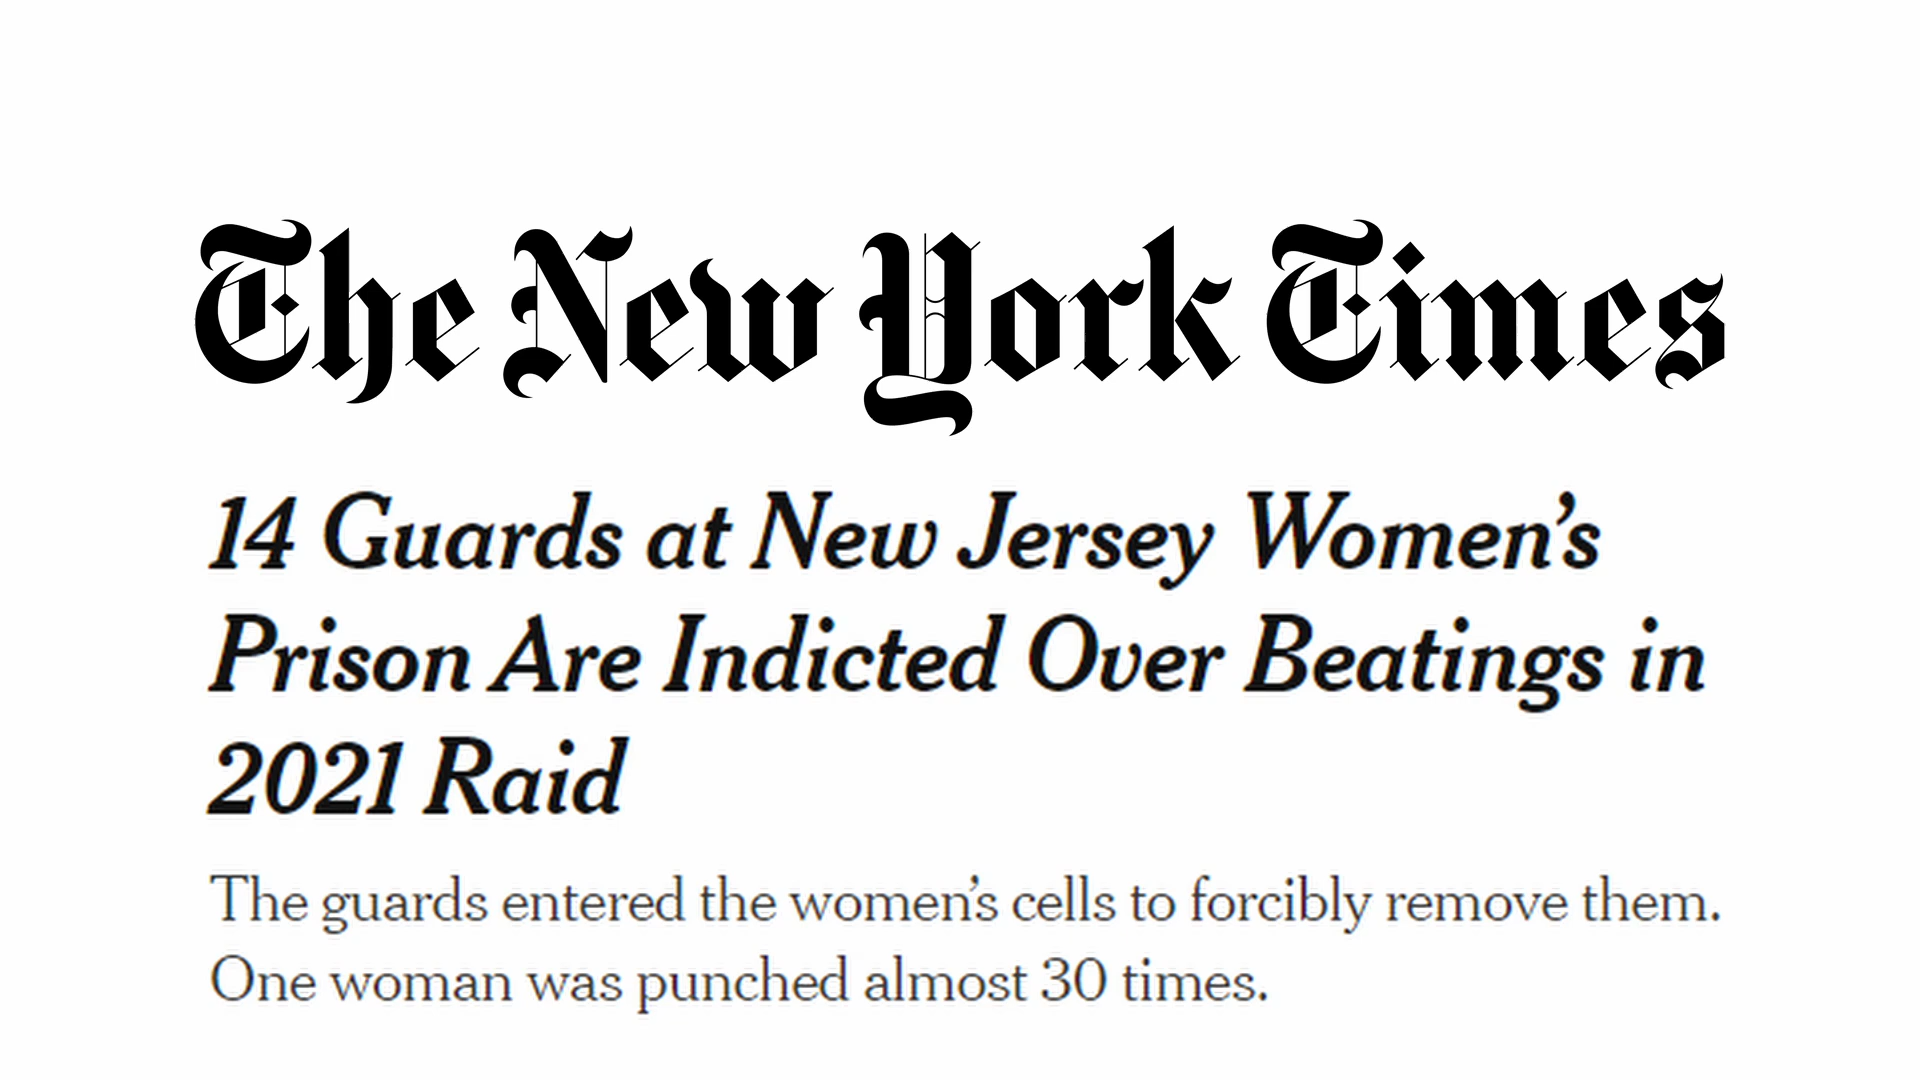 The New York Times
14 Guards at New Jersey Women’s
Prison Are Indicted Over Beatings in
2021 Raid
The guards entered the women’s cells to forcibly remove them.
One woman was punched almost 30 times.